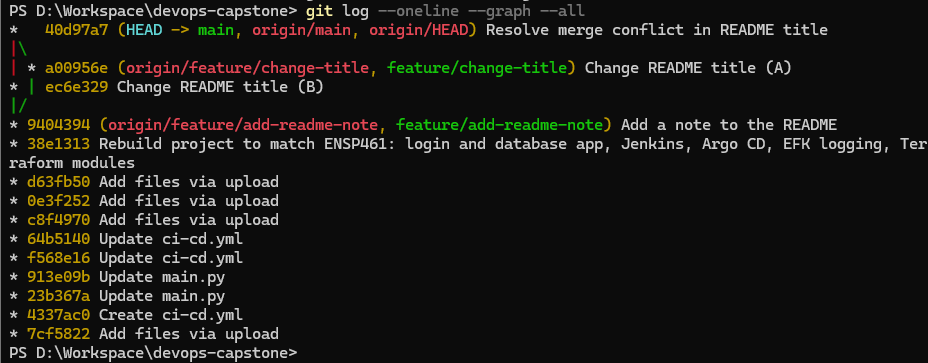 PS D:\Workspace\devops-capstone> git log --oneline --graph --all
*   40d97a7 (HEAD -> main, origin/main, origin/HEAD) Resolve merge conflict in README title
|\
| * a00956e (origin/feature/change-title, feature/change-title) Change README title (A)
* | ec6e329 Change README title (B)
|/
* 9404394 (origin/feature/add-readme-note, feature/add-readme-note) Add a note to the README
* 38e1313 Rebuild project to match ENSP461: login and database app, Jenkins, Argo CD, EFK logging, Ter
raform modules
* d63fb50 Add files via upload
* 0e3f252 Add files via upload
* c8f4970 Add files via upload
* 64b5140 Update ci-cd.yml
* f568e16 Update ci-cd.yml
* 913e09b Update main.py
* 23b367a Update main.py
* 4337ac0 Create ci-cd.yml
* 7cf5822 Add files via upload
PS D:\Workspace\devops-capstone>